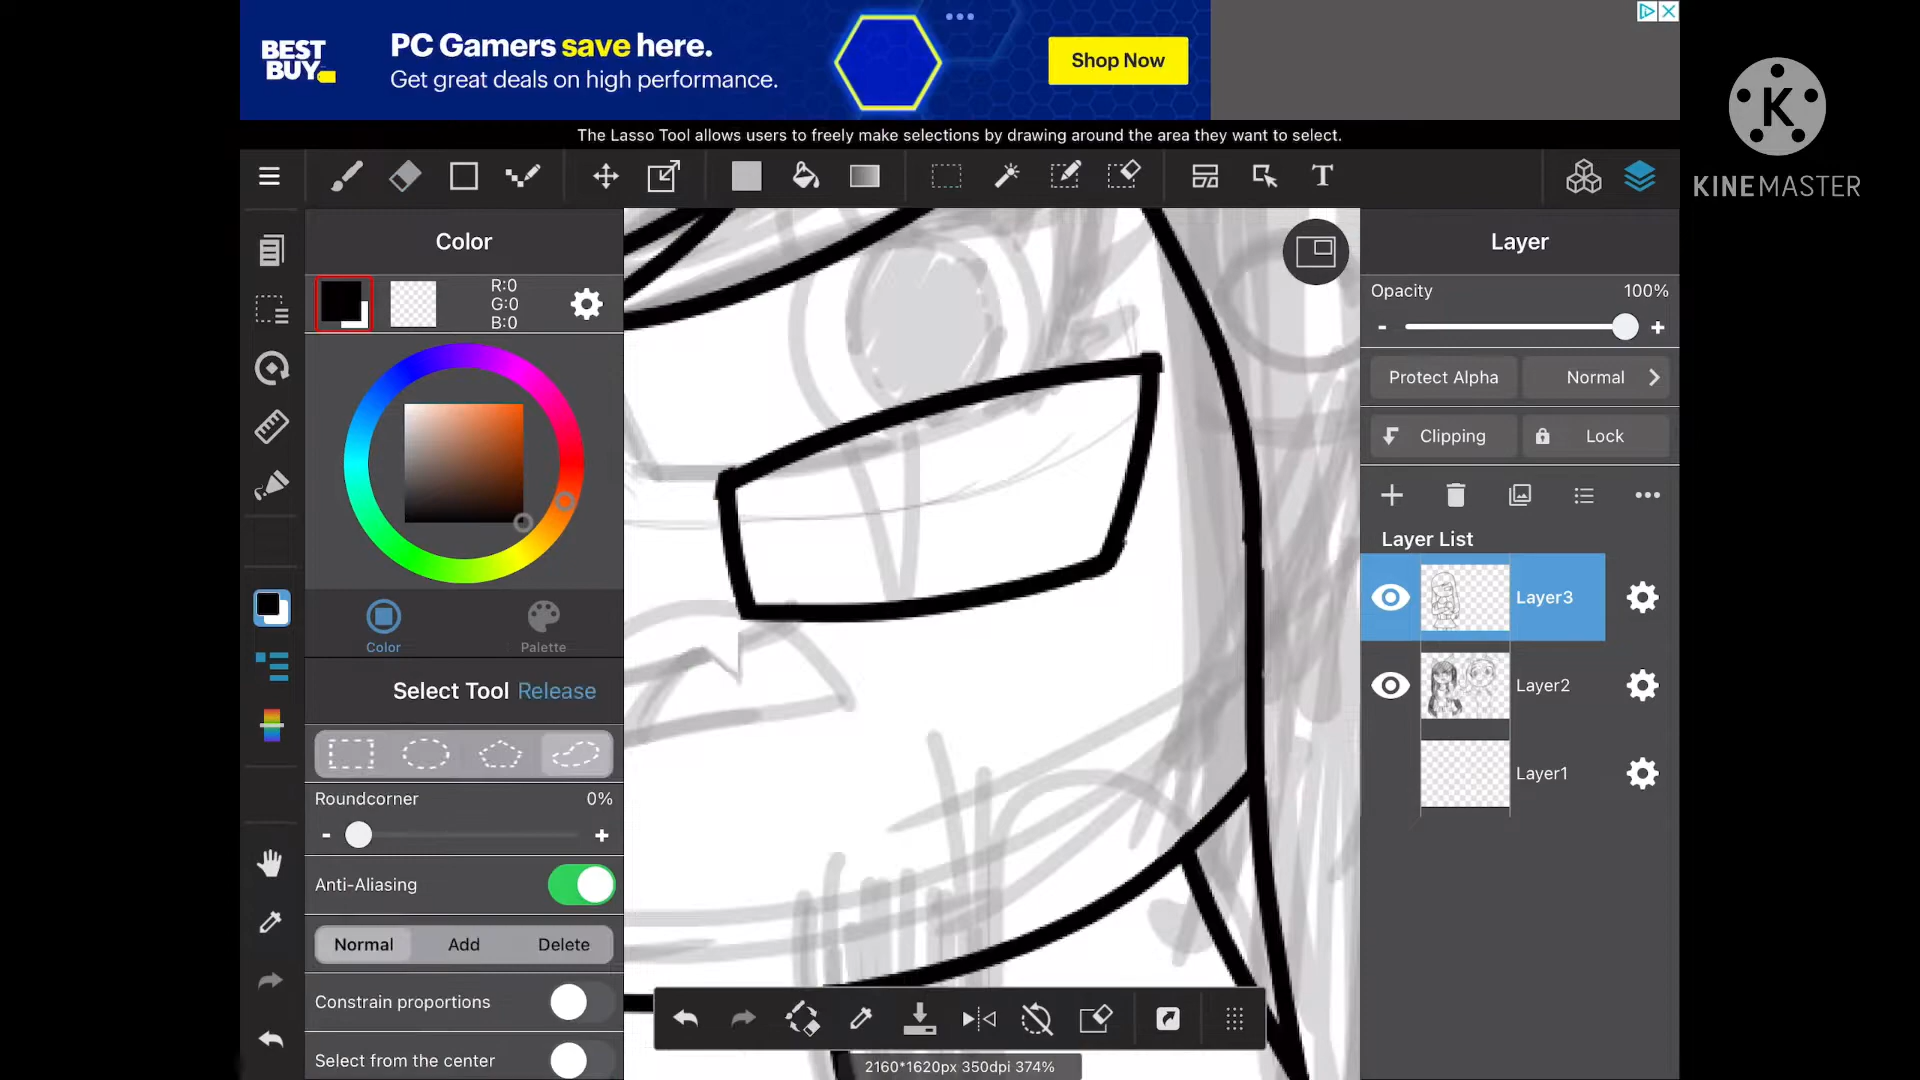 BEST
BUY
PC Gamers save here.
Get great deals on high performance.
Shop Now
The Lasso Tool allows users to freely make selections by drawing around the area they want to select.
K
KINEMASTER
T
Color
R:0
G:0
B:0
Color
Palette
Select Tool Release
Roundcorner 0%
- +
Anti-Aliasing
Normal Add Delete
Constrain proportions
Select from the center
Layer
Opacity 100%
- +
Protect Alpha
Normal
Clipping
Lock
Layer List
Layer3
Layer2
Layer1
2160*1620px 350dpi 374%